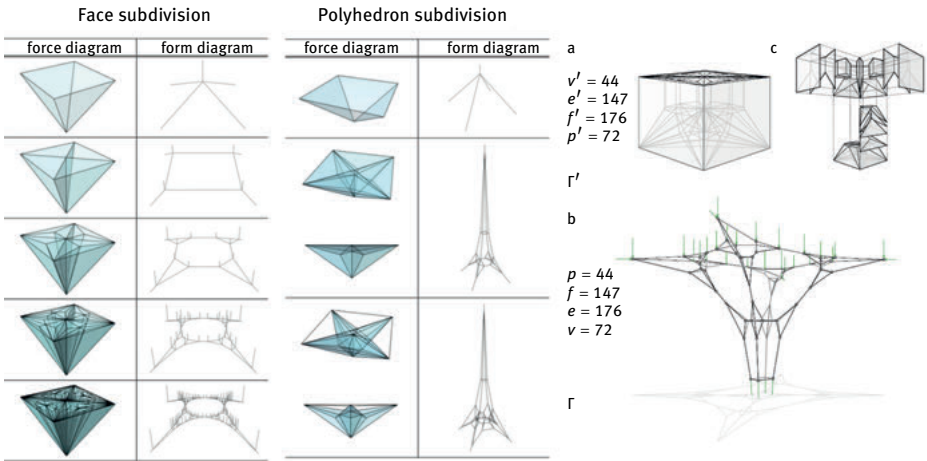 Face subdivision
force diagram
form diagram
Polyhedron subdivision
force diagram
form diagram
a
v′ = 44
e′ = 147
f′ = 176
p′ = 72
Γ′
c
b
p = 44
f = 147
e = 176
v = 72
Γ